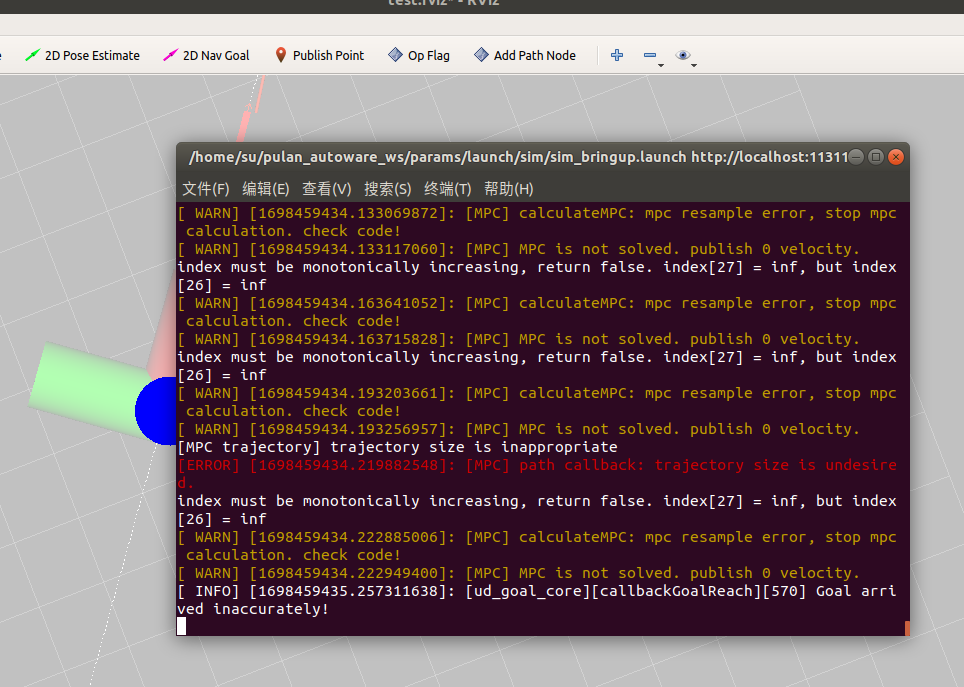 test.rviz* - RViz
2D Pose Estimate 2D Nav Goal Publish Point Op Flag Add Path Node
/home/su/pulan_autoware_ws/params/launch/sim/sim_bringup.launch http://localhost:11311
文件(F) 编辑(E) 查看(V) 搜索(S) 终端(T) 帮助(H)
[ WARN] [1698459434.133069872]: [MPC] calculateMPC: mpc resample error, stop mpc
calculation. check code!
[ WARN] [1698459434.133117060]: [MPC] MPC is not solved. publish 0 velocity.
index must be monotonically increasing, return false. index[27] = inf, but index
[26] = inf
[ WARN] [1698459434.163641052]: [MPC] calculateMPC: mpc resample error, stop mpc
calculation. check code!
[ WARN] [1698459434.163715828]: [MPC] MPC is not solved. publish 0 velocity.
index must be monotonically increasing, return false. index[27] = inf, but index
[26] = inf
[ WARN] [1698459434.193203661]: [MPC] calculateMPC: mpc resample error, stop mpc
calculation. check code!
[ WARN] [1698459434.193256957]: [MPC] MPC is not solved. publish 0 velocity.
[MPC trajectory] trajectory size is inappropriate
[ERROR] [1698459434.219882548]: [MPC] path callback: trajectory size is undesire
d.
index must be monotonically increasing, return false. index[27] = inf, but index
[26] = inf
[ WARN] [1698459434.222885006]: [MPC] calculateMPC: mpc resample error, stop mpc
calculation. check code!
[ WARN] [1698459434.222949400]: [MPC] MPC is not solved. publish 0 velocity.
[ INFO] [1698459435.257311638]: [ud_goal_core][callbackGoalReach][570] Goal arri
ved inaccurately!